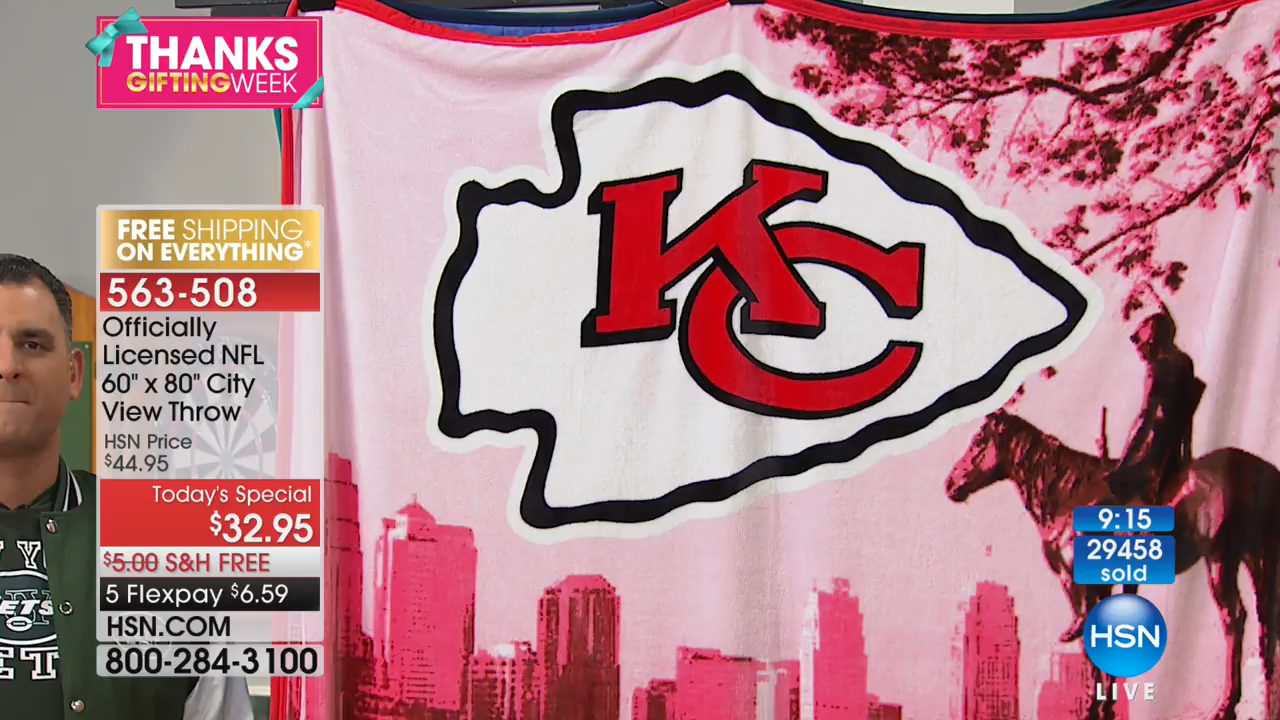 THANKS
GIFTINGWEEK
FREE SHIPPING
ON EVERYTHING*
563-508
Officially
Licensed NFL
60" x 80" City
View Throw
HSN Price
$44.95
Today's Special
$32.95
$5.00 S&H FREE
5 Flexpay $6.59
HSN.COM
800-284-3100
KC
9:15
29458
sold
HSN
LIVE